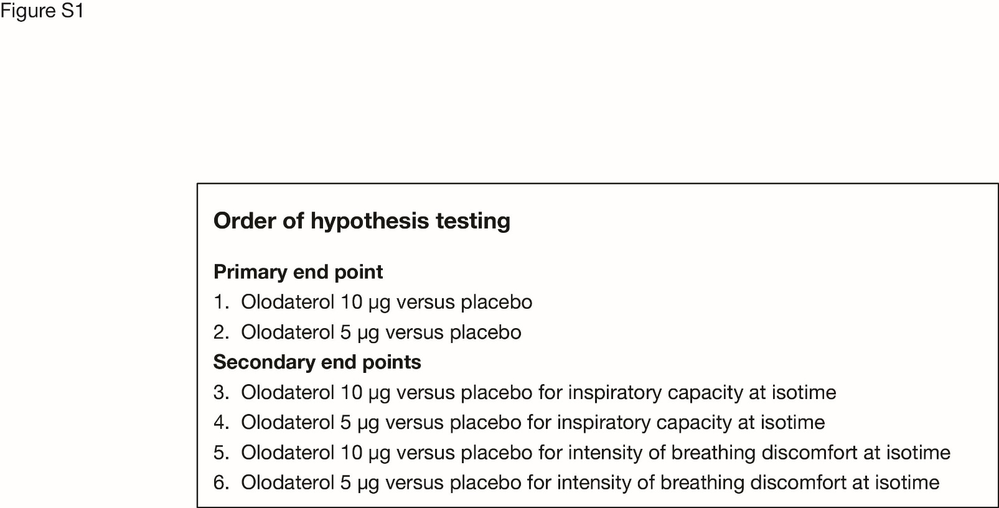 Figure S1
Order of hypothesis testing
Primary end point
1. Olodaterol 10 µg versus placebo
2. Olodaterol 5 µg versus placebo
Secondary end points
3. Olodaterol 10 µg versus placebo for inspiratory capacity at isotime
4. Olodaterol 5 µg versus placebo for inspiratory capacity at isotime
5. Olodaterol 10 µg versus placebo for intensity of breathing discomfort at isotime
6. Olodaterol 5 µg versus placebo for intensity of breathing discomfort at isotime